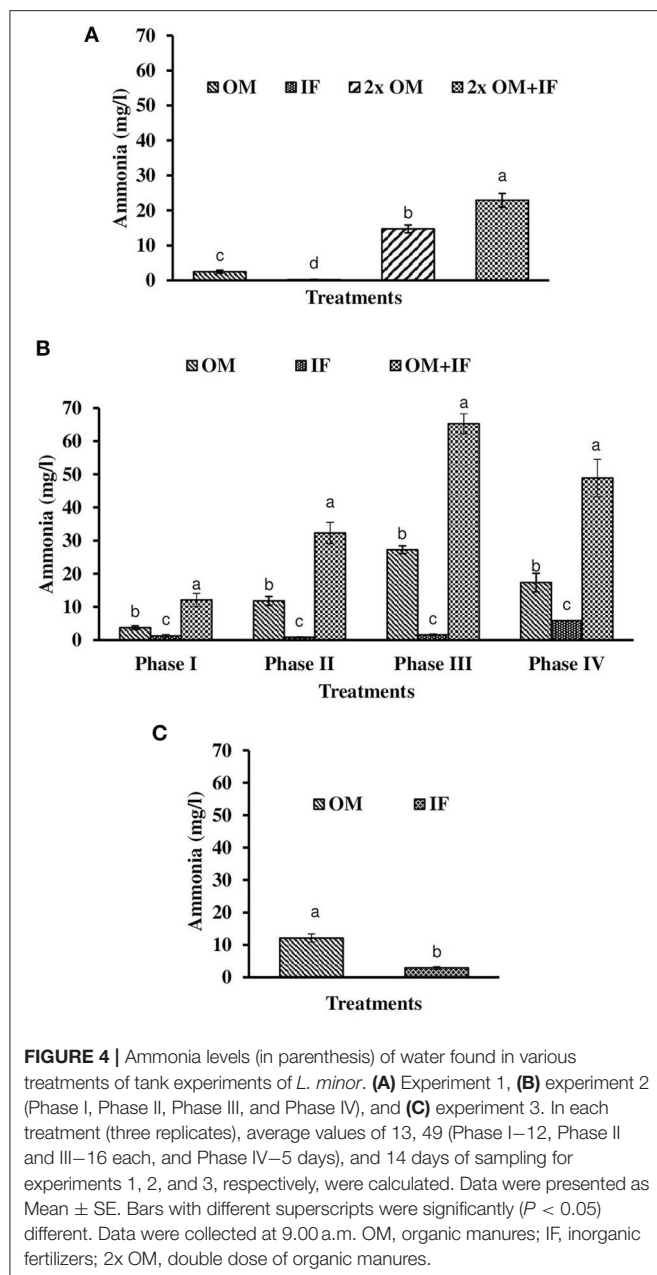 A
70
60
50
40
30
20
10
0
Ammonia (mg/l)
OM IF 2x OM 2x OM+IF
c d b a
Treatments
B
OM IF OM+IF
70
60
50
40
30
20
10
0
Ammonia (mg/l)
b c a b c a b c a b c a
Phase I Phase II Phase III Phase IV
Treatments
C
70
60
50
40
30
20
10
0
Ammonia (mg/l)
OM IF
a b
Treatments
FIGURE 4 | Ammonia levels (in parenthesis) of water found in various
treatments of tank experiments of L. minor. (A) Experiment 1, (B) experiment 2
(Phase I, Phase II, Phase III, and Phase IV), and (C) experiment 3. In each
treatment (three replicates), average values of 13, 49 (Phase I–12, Phase II
and III–16 each, and Phase IV–5 days), and 14 days of sampling for
experiments 1, 2, and 3, respectively, were calculated. Data were presented as
Mean ± SE. Bars with different superscripts were significantly (P < 0.05)
different. Data were collected at 9.00 a.m. OM, organic manures; IF, inorganic
fertilizers; 2x OM, double dose of organic manures.